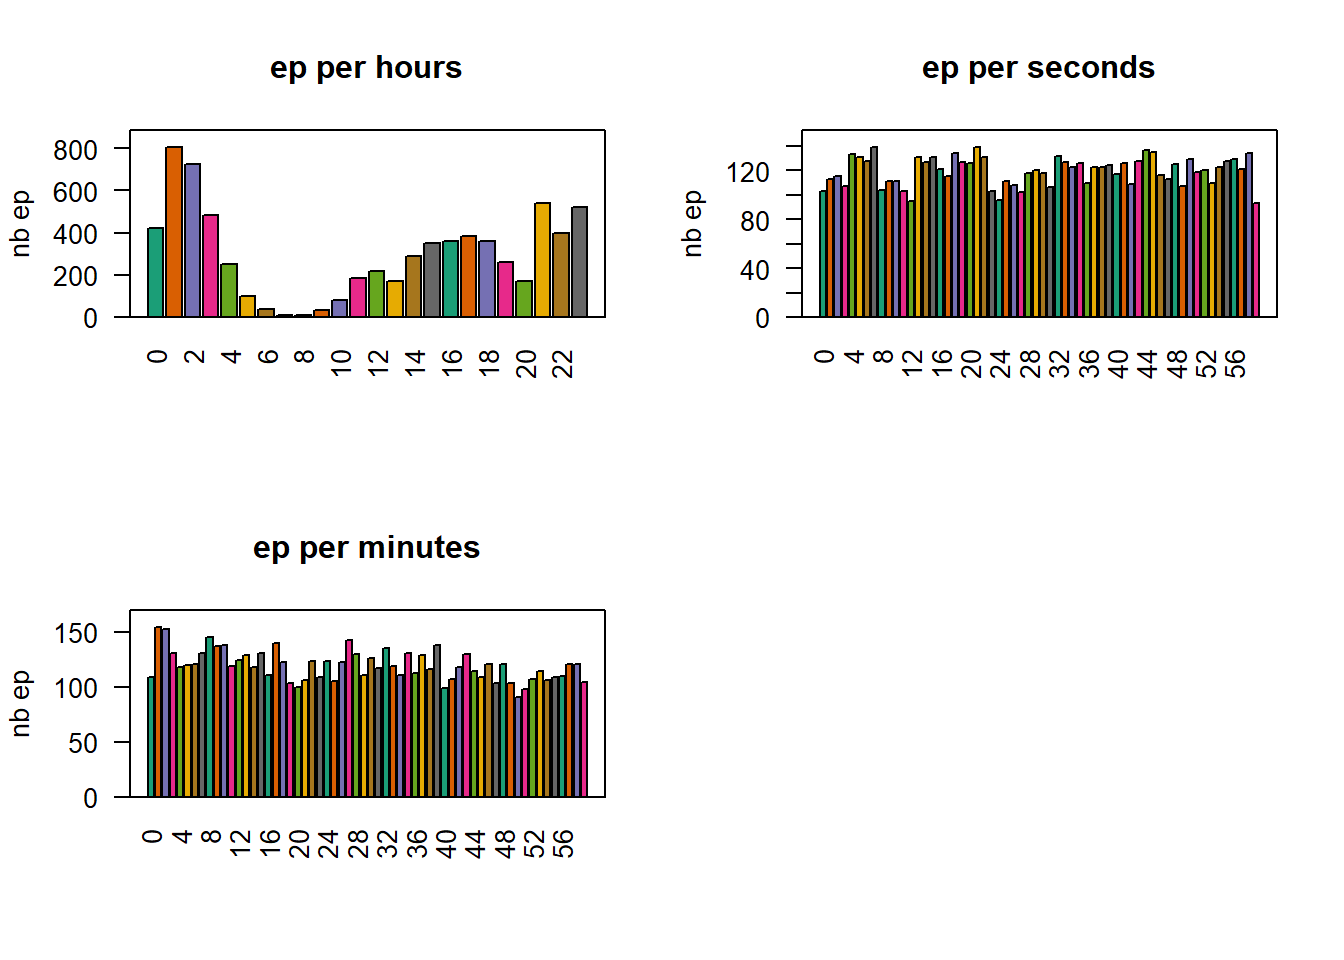 ep per hours
nb ep
800
600
400
200
0
0 2 4 6 8 10 12 14 16 18 20 22
ep per seconds
nb ep
120
80
40
0
0 4 8 12 16 20 24 28 32 36 40 44 48 52 56
ep per minutes
nb ep
150
100
50
0
0 4 8 12 16 20 24 28 32 36 40 44 48 52 56